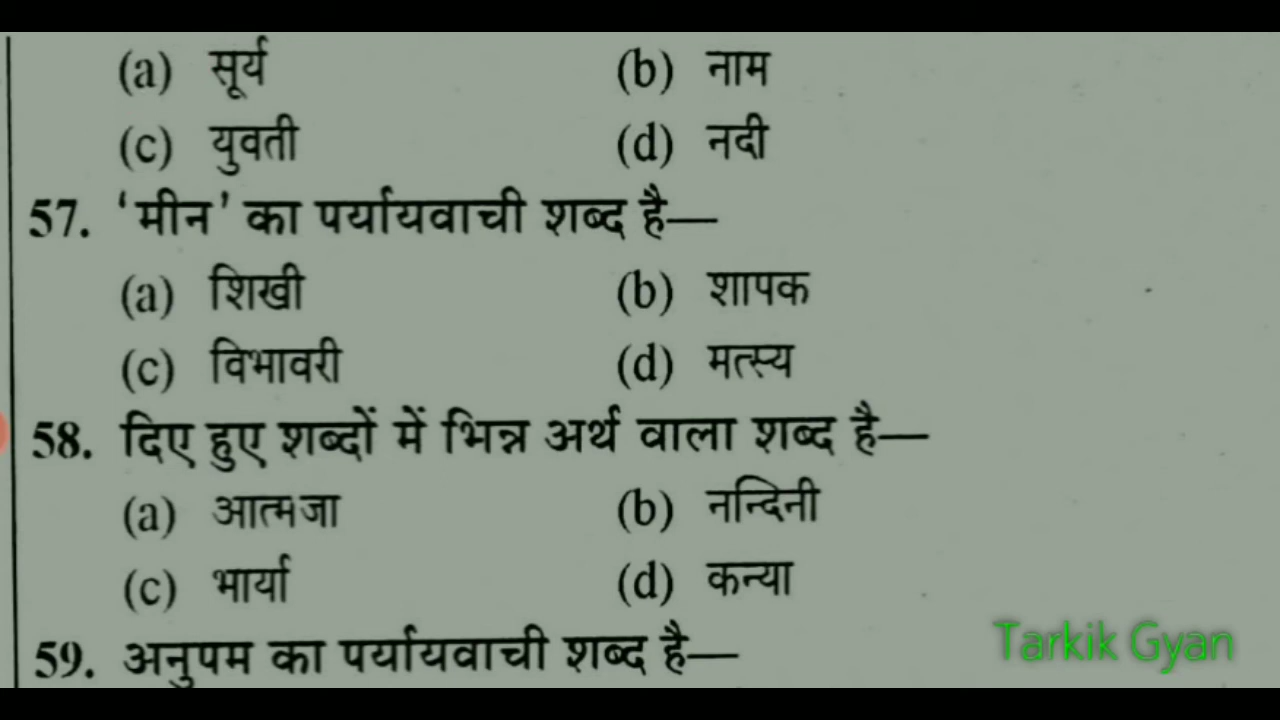 (a) सूर्य (b) नाम
(c) युवती (d) नदी
57. 'मीन' का पर्यायवाची शब्द है—
(a) शिखी (b) शापक
(c) विभावरी (d) मत्स्य
58. दिए हुए शब्दों में भिन्न अर्थ वाला शब्द है—
(a) आत्मजा (b) नन्दिनी
(c) भार्या (d) कन्या
59. अनुपम का पर्यायवाची शब्द है—
Tarkik Gyan